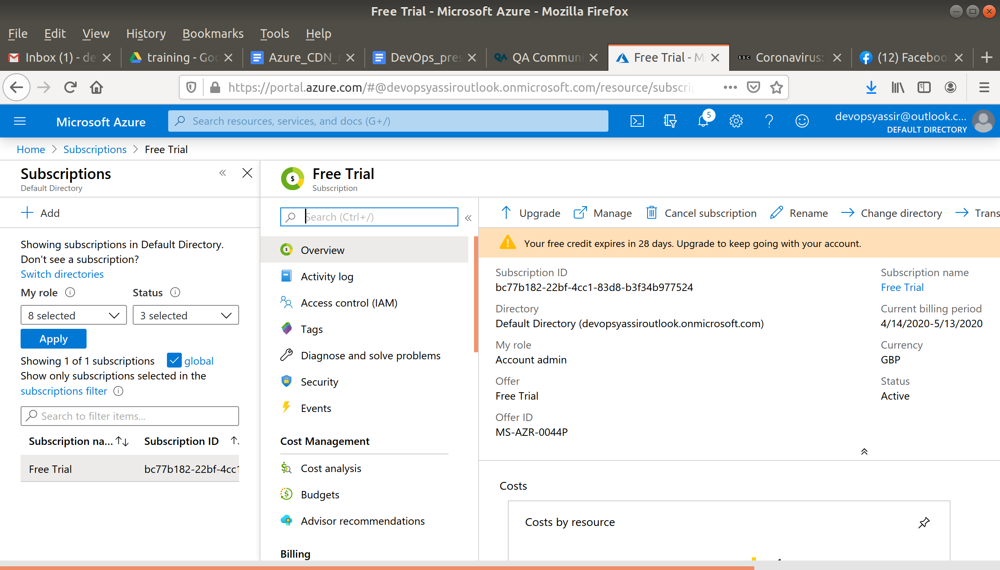 Free Trial - Microsoft Azure - Mozilla Firefox
File Edit View History Bookmarks Tools Help
Inbox (1) - de
training - Goo
Azure_CDN_
DevOps_pres
QA Communi
Free Trial - M
BBC Coronavirus:
(12) Facebook
https://portal.azure.com/#@devopsyassiroutlook.onmicrosoft.com/resource/subscri
Microsoft Azure
Search resources, services, and docs (G+/)
5
devopsyassir@outlook.c...
DEFAULT DIRECTORY
Home > Subscriptions > Free Trial
Subscriptions
Default Directory
Add
Showing subscriptions in Default Directory.
Don't see a subscription?
Switch directories
My role Status
8 selected 3 selected
Apply
Showing 1 of 1 subscriptions global
Show only subscriptions selected in the
subscriptions filter
Search to filter items...
Subscription na... Subscription ID
Free Trial bc77b182-22bf-4cc1
Free Trial
Subscription
Search (Ctrl+/)
Overview
Activity log
Access control (IAM)
Tags
Diagnose and solve problems
Security
Events
Cost Management
Cost analysis
Budgets
Advisor recommendations
Billing
Upgrade Manage Cancel subscription Rename Change directory Trans
Your free credit expires in 28 days. Upgrade to keep going with your account.
Subscription ID
bc77b182-22bf-4cc1-83d8-b3f34b977524
Directory
Default Directory (devopsyassiroutlook.onmicrosoft.com)
My role
Account admin
Offer
Free Trial
Offer ID
MS-AZR-0044P
Subscription name
Free Trial
Current billing period
4/14/2020-5/13/2020
Currency
GBP
Status
Active
Costs
Costs by resource